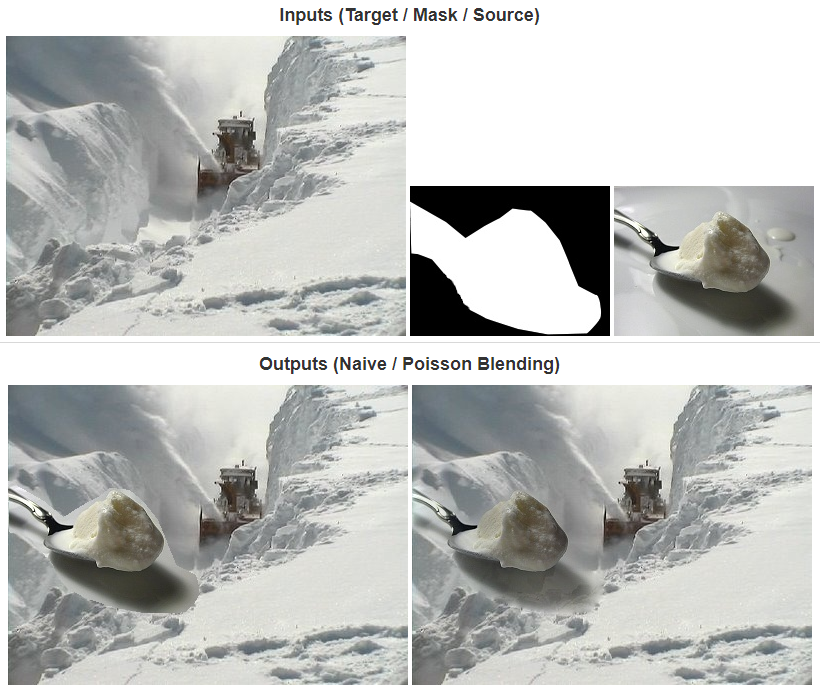 Inputs (Target / Mask / Source)
Outputs (Naive / Poisson Blending)